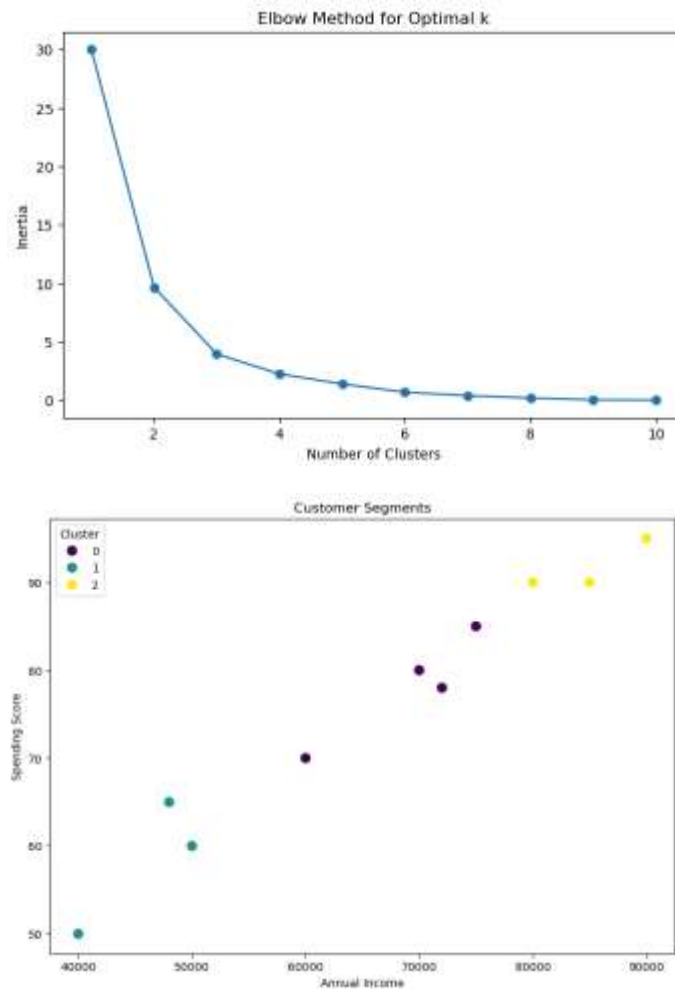 Elbow Method for Optimal k
30
25
20
15
10
5
0
Inertia
2 4 6 8 10
Number of Clusters
Customer Segments
Cluster
0
1
2
90
80
70
60
50
Spending Score
40000 50000 60000 70000 80000 90000
Annual Income